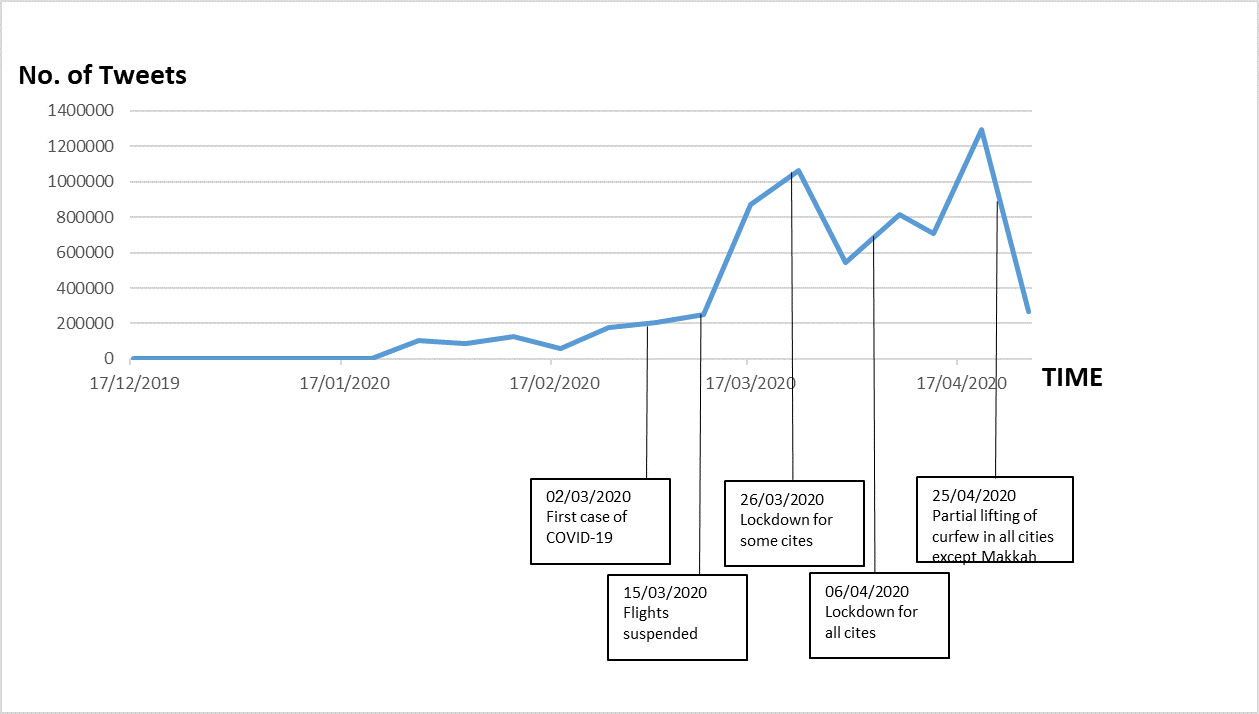 No. of Tweets
1400000
1200000
1000000
800000
600000
400000
200000
0
17/12/2019
17/01/2020
17/02/2020
17/03/2020
17/04/2020
TIME
02/03/2020
First case of
COVID-19
15/03/2020
Flights
suspended
26/03/2020
Lockdown for
some cites
06/04/2020
Lockdown for
all cites
25/04/2020
Partial lifting of
curfew in all cities
except Makkah